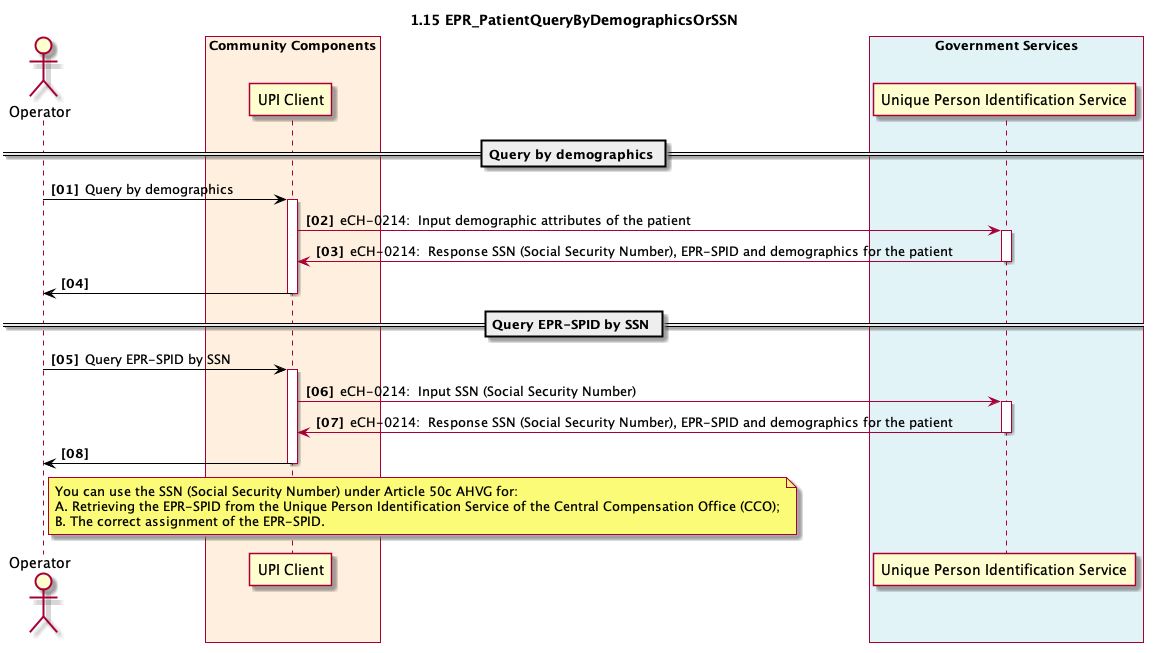 1.15 EPR_PatientQueryByDemographicsOrSSN
Community Components
Government Services
Operator
UPI Client
Unique Person Identification Service
Query by demographics
[01] Query by demographics
[02] eCH-0214: Input demographic attributes of the patient
[03] eCH-0214: Response SSN (Social Security Number), EPR-SPID and demographics for the patient
[04]
Query EPR-SPID by SSN
[05] Query EPR-SPID by SSN
[06] eCH-0214: Input SSN (Social Security Number)
[07] eCH-0214: Response SSN (Social Security Number), EPR-SPID and demographics for the patient
[08]
You can use the SSN (Social Security Number) under Article 50c AHVG for:
A. Retrieving the EPR-SPID from the Unique Person Identification Service of the Central Compensation Office (CCO);
B. The correct assignment of the EPR-SPID.
Operator
UPI Client
Unique Person Identification Service